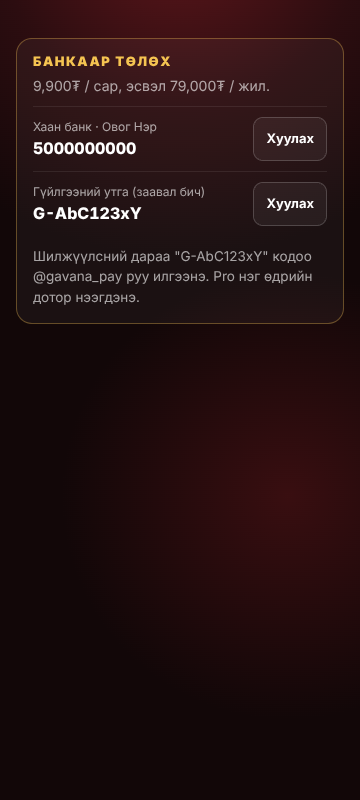 БАНКААР ТӨЛӨХ
9,900₮ / сар, эсвэл 79,000₮ / жил.
Хаан банк · Овог Нэр
5000000000
Хуулах
Гүйлгээний утга (заавал бич)
G-AbC123xY
Хуулах
Шилжүүлсний дараа "G-AbC123xY" кодоо
@gavana_pay руу илгээнэ. Pro нэг өдрийн
дотор нээгдэнэ.